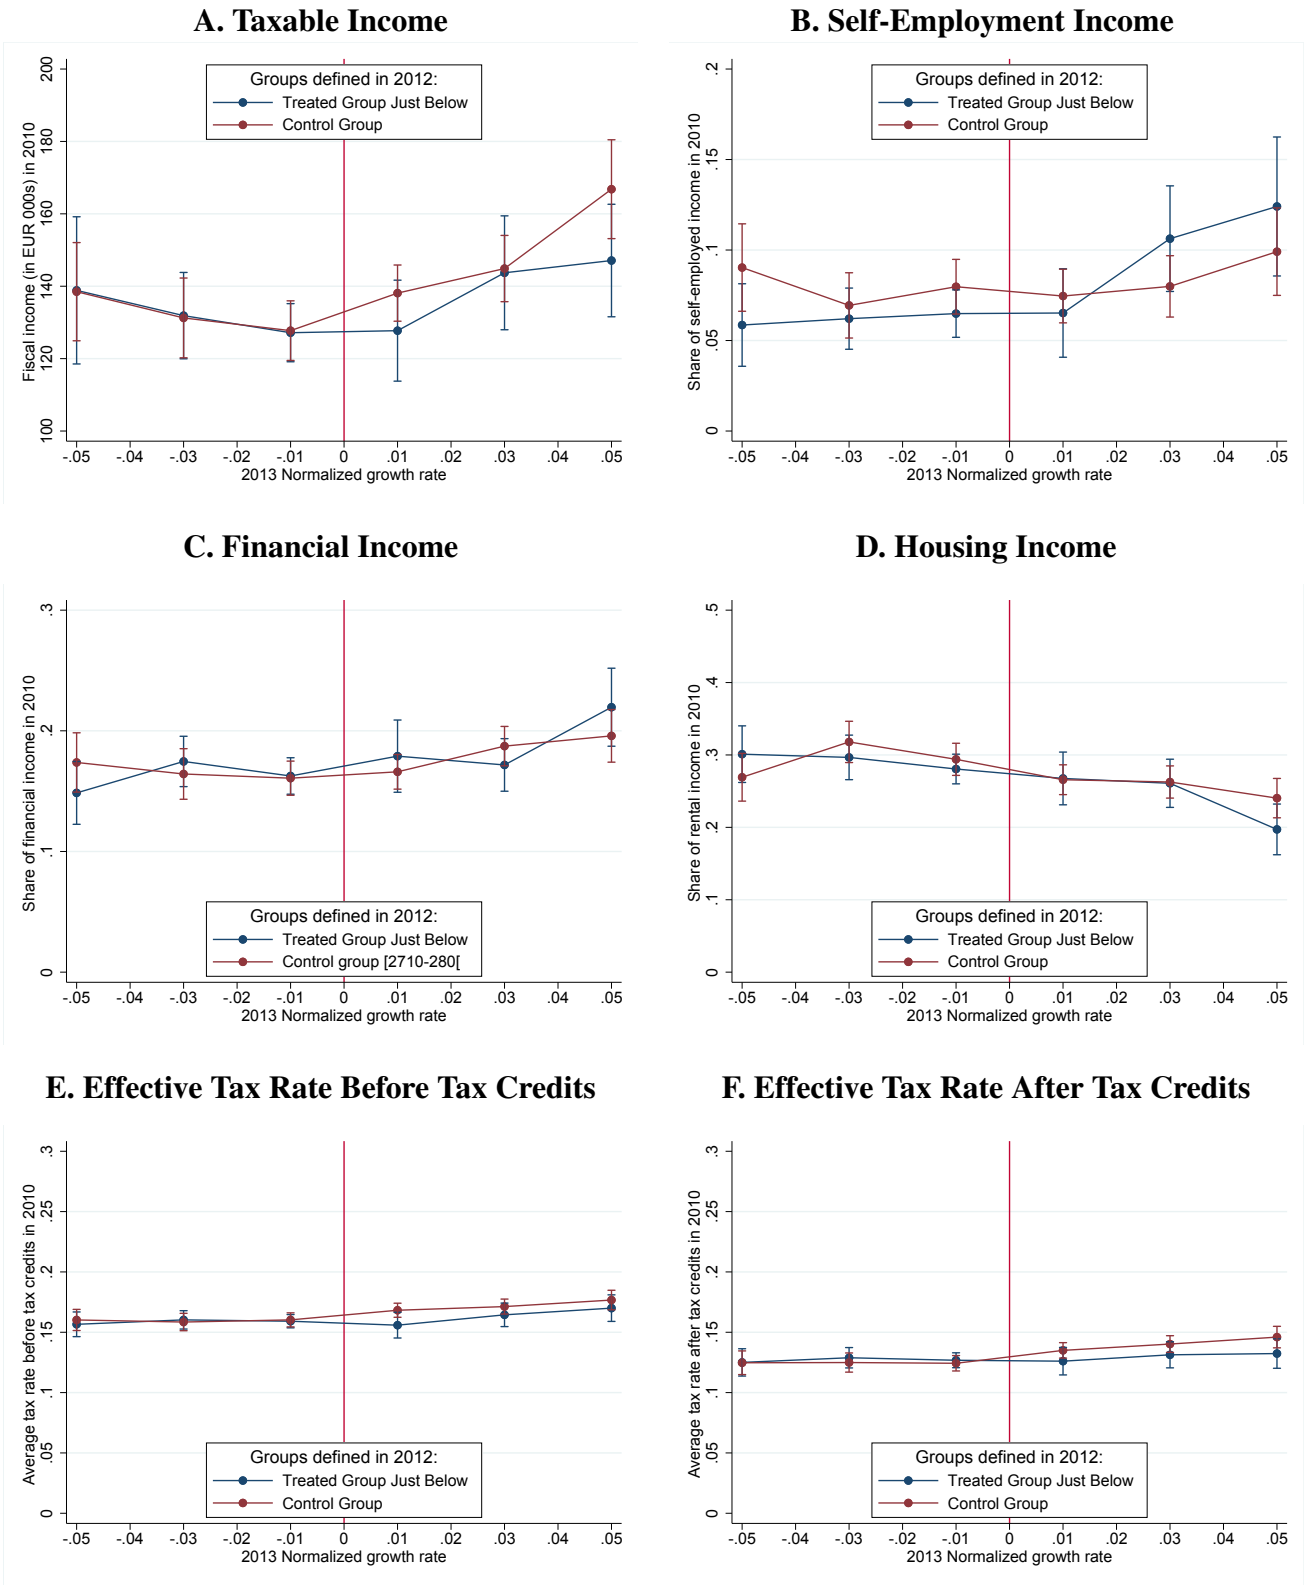 A. Taxable Income
Fiscal income (in EUR 000s) in 2010
200
180
160
140
120
100
Groups defined in 2012:
Treated Group Just Below
Control Group
-.05 -.04 -.03 -.02 -.01 0 .01 .02 .03 .04 .05
2013 Normalized growth rate
B. Self-Employment Income
Share of self-employed income in 2010
.2
.15
.1
.05
0
Groups defined in 2012:
Treated Group Just Below
Control Group
-.05 -.04 -.03 -.02 -.01 0 .01 .02 .03 .04 .05
2013 Normalized growth rate
C. Financial Income
Share of financial income in 2010
.3
.2
.1
0
Groups defined in 2012:
Treated Group Just Below
Control group [2710-280[
-.05 -.04 -.03 -.02 -.01 0 .01 .02 .03 .04 .05
2013 Normalized growth rate
D. Housing Income
Share of rental income in 2010
.5
.4
.3
.2
.1
0
Groups defined in 2012:
Treated Group Just Below
Control Group
-.05 -.04 -.03 -.02 -.01 0 .01 .02 .03 .04 .05
2013 Normalized growth rate
E. Effective Tax Rate Before Tax Credits
Average tax rate before tax credits in 2010
.3
.25
.2
.15
.1
.05
0
Groups defined in 2012:
Treated Group Just Below
Control Group
-.05 -.04 -.03 -.02 -.01 0 .01 .02 .03 .04 .05
2013 Normalized growth rate
F. Effective Tax Rate After Tax Credits
Average tax rate after tax credits in 2010
.3
.25
.2
.15
.1
.05
0
Groups defined in 2012:
Treated Group Just Below
Control Group
-.05 -.04 -.03 -.02 -.01 0 .01 .02 .03 .04 .05
2013 Normalized growth rate